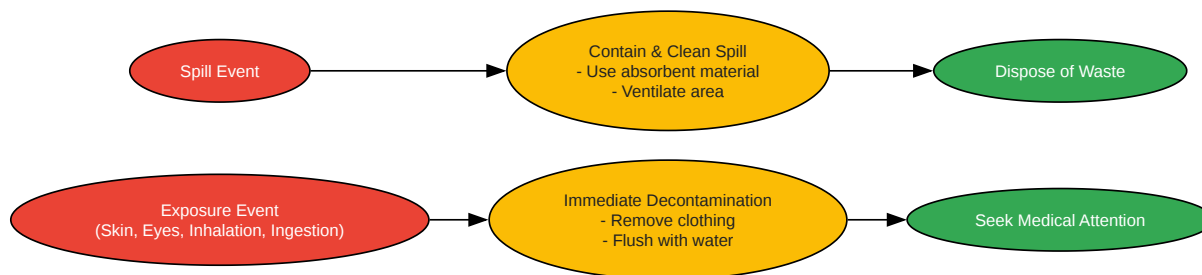 Spill Event
Contain & Clean Spill
- Use absorbent material
- Ventilate area
Dispose of Waste
Exposure Event
(Skin, Eyes, Inhalation, Ingestion)
Immediate Decontamination
- Remove clothing
- Flush with water
Seek Medical Attention